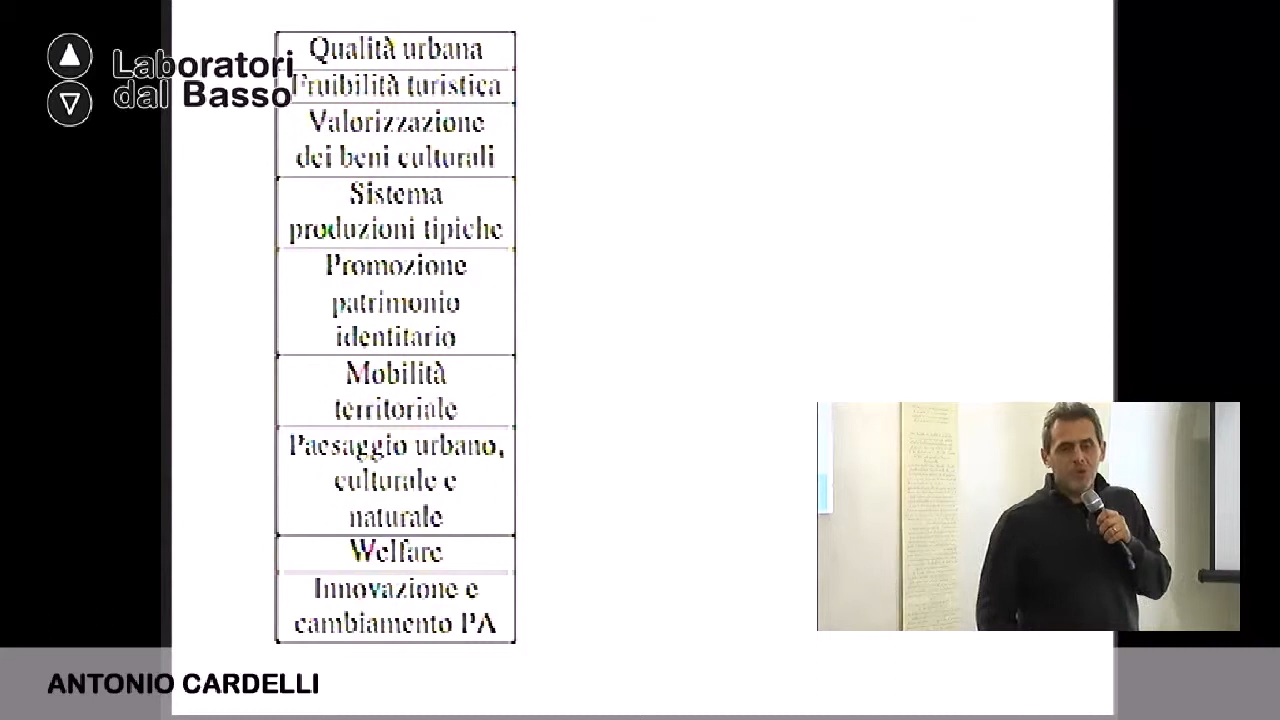 Laboratori
dal Basso
Qualità urbana
Fruibilità turistica
Valorizzazione
dei beni culturali
Sistema
produzioni tipiche
Promozione
patrimonio
identitario
Mobilità
territoriale
Paesaggio urbano,
culturale e
naturale
Welfare
Innovazione e
cambiamento PA
ANTONIO CARDELLI